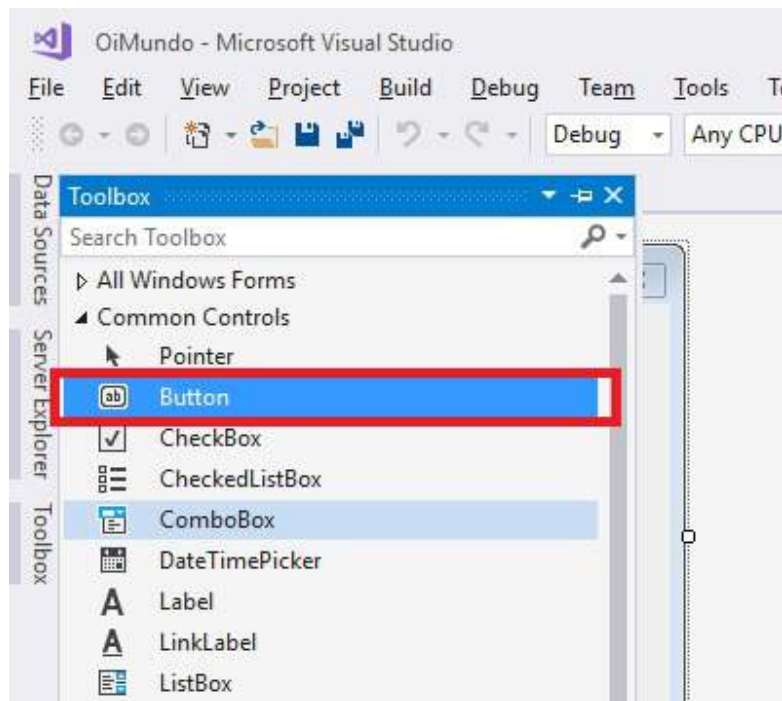 OiMundo - Microsoft Visual Studio
File Edit View Project Build Debug Team Tools
Debug Any CPU
Data Sources
Server Explorer
Toolbox
Toolbox
Search Toolbox
All Windows Forms
Common Controls
Pointer
ab Button
CheckBox
CheckedListBox
ComboBox
DateTimePicker
A Label
A LinkLabel
ListBox